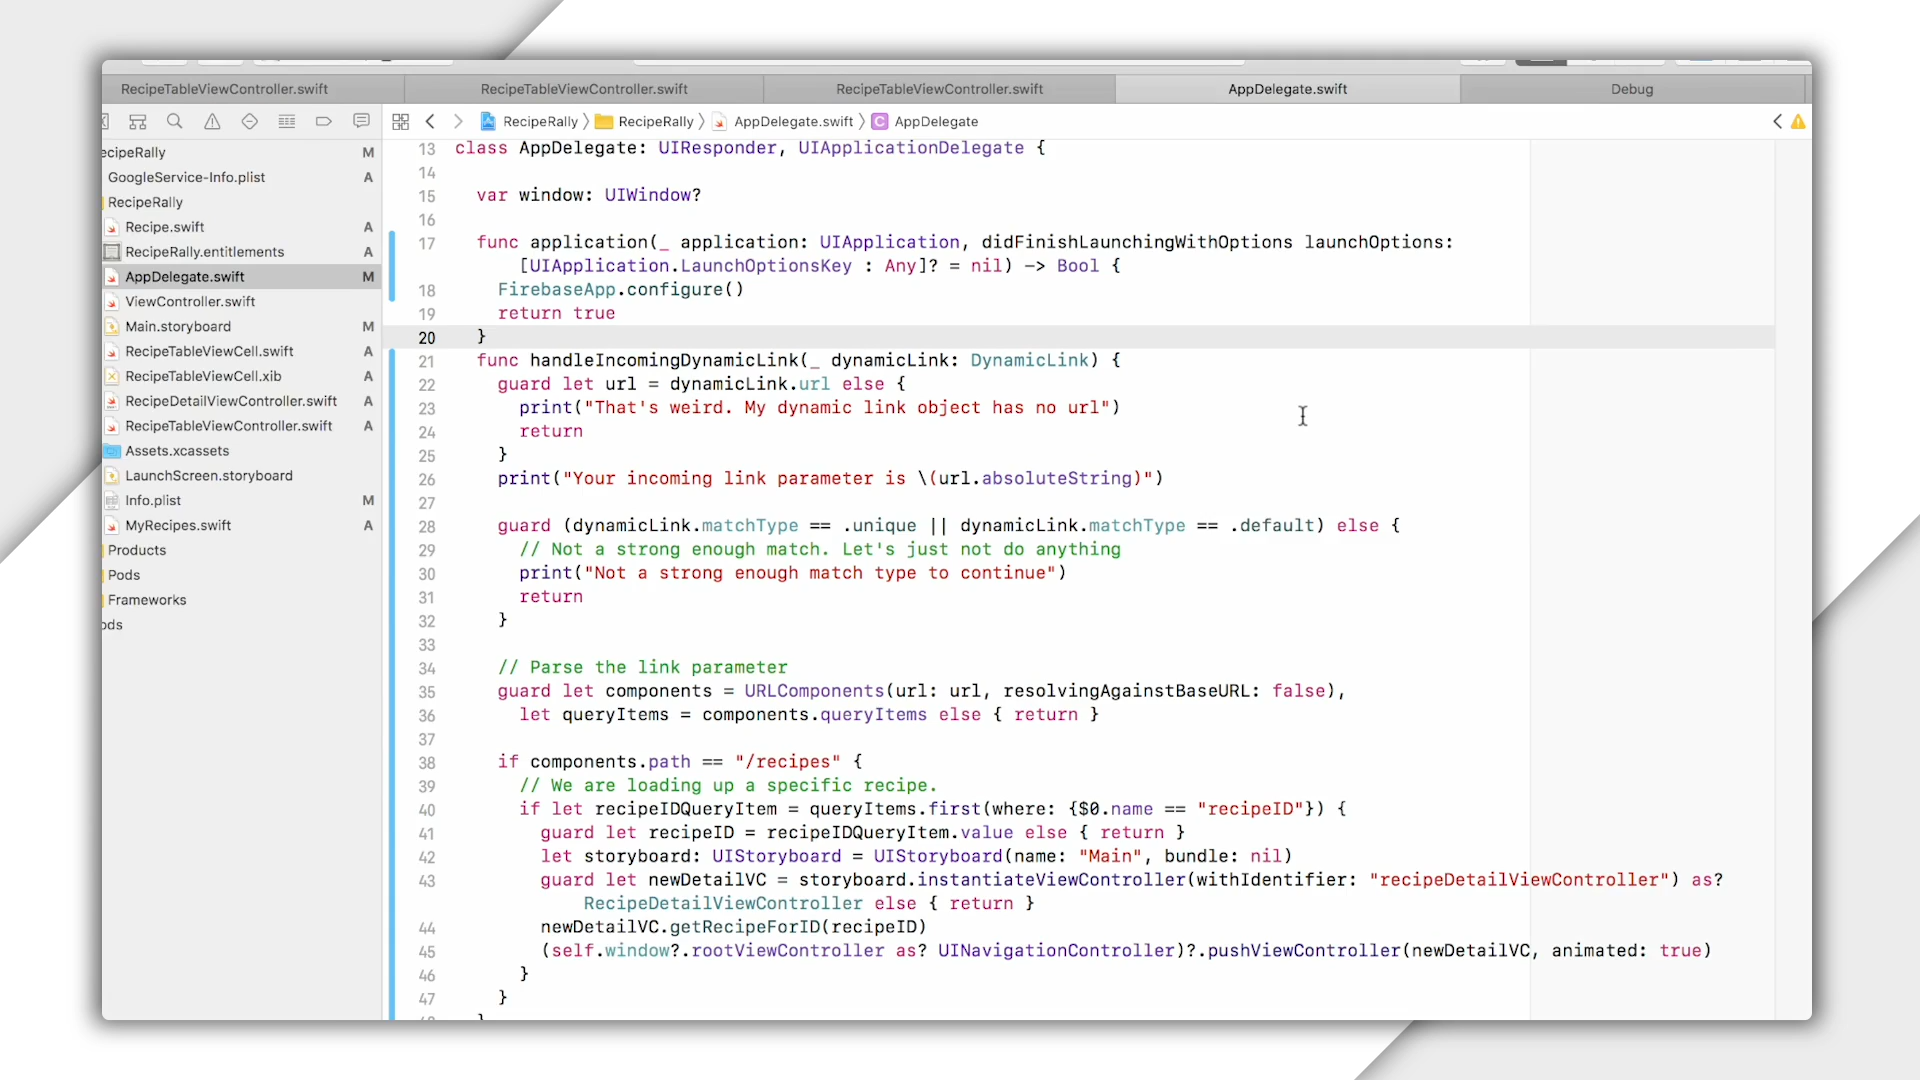 RecipeTableViewController.swift
RecipeTableViewController.swift
RecipeTableViewController.swift
AppDelegate.swift
Debug
RecipeRally
RecipeRally
AppDelegate.swift
C
AppDelegate
ecipeRally M
GoogleService-Info.plist A
RecipeRally
Recipe.swift A
RecipeRally.entitlements A
AppDelegate.swift M
ViewController.swift
Main.storyboard M
RecipeTableViewCell.swift A
RecipeTableViewCell.xib A
RecipeDetailViewController.swift A
RecipeTableViewController.swift A
Assets.xcassets
LaunchScreen.storyboard
Info.plist M
MyRecipes.swift A
Products
Pods
Frameworks
ods
13 class AppDelegate: UIResponder, UIApplicationDelegate {
14
15 var window: UIWindow?
16
17 func application(_ application: UIApplication, didFinishLaunchingWithOptions launchOptions:
[UIApplication.LaunchOptionsKey : Any]? = nil) -> Bool {
18 FirebaseApp.configure()
19 return true
20 }
21 func handleIncomingDynamicLink(_ dynamicLink: DynamicLink) {
22 guard let url = dynamicLink.url else {
23 print("That's weird. My dynamic link object has no url")
24 return
25 }
26 print("Your incoming link parameter is \(url.absoluteString)")
27
28 guard (dynamicLink.matchType == .unique || dynamicLink.matchType == .default) else {
29 // Not a strong enough match. Let's just not do anything
30 print("Not a strong enough match type to continue")
31 return
32 }
33
34 // Parse the link parameter
35 guard let components = URLComponents(url: url, resolvingAgainstBaseURL: false),
36 let queryItems = components.queryItems else { return }
37
38 if components.path == "/recipes" {
39 // We are loading up a specific recipe.
40 if let recipeIDQueryItem = queryItems.first(where: {$0.name == "recipeID"}) {
41 guard let recipeID = recipeIDQueryItem.value else { return }
42 let storyboard: UIStoryboard = UIStoryboard(name: "Main", bundle: nil)
43 guard let newDetailVC = storyboard.instantiateViewController(withIdentifier: "recipeDetailViewController") as?
RecipeDetailViewController else { return }
44 newDetailVC.getRecipeForID(recipeID)
45 (self.window?.rootViewController as? UINavigationController)?.pushViewController(newDetailVC, animated: true)
46 }
47 }